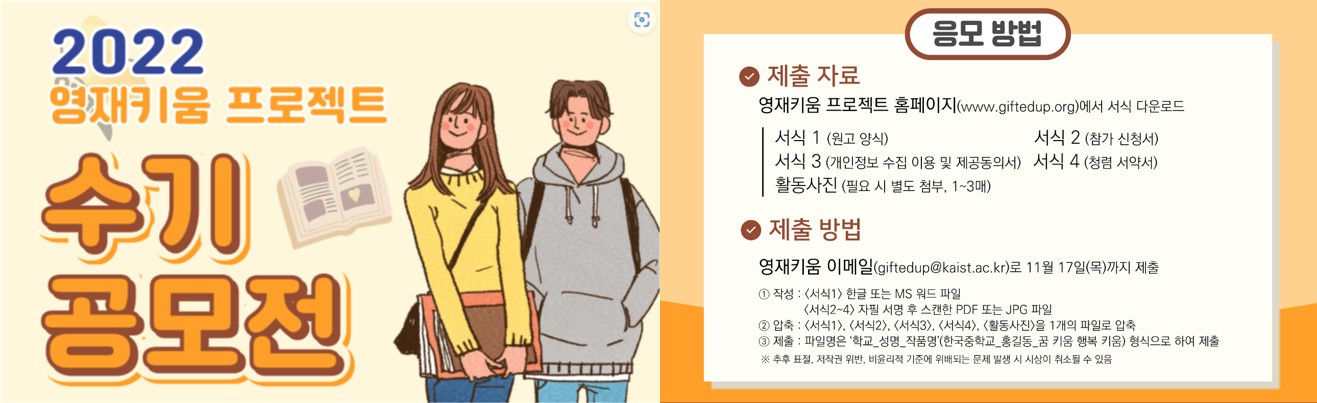 2022
영재키움 프로젝트
수기
공모전
응모 방법
제출 자료
영재키움 프로젝트 홈페이지(www.giftedup.org)에서 서식 다운로드
서식 1 (원고 양식) 서식 2 (참가 신청서)
서식 3 (개인정보 수집 이용 및 제공동의서) 서식 4 (청렴 서약서)
활동사진 (필요 시 별도 첨부, 1~3매)
제출 방법
영재키움 이메일(giftedup@kaist.ac.kr)로 11월 17일(목)까지 제출
① 작성 : <서식1> 한글 또는 MS 워드 파일
<서식2~4> 자필 서명 후 스캔한 PDF 또는 JPG 파일
② 압축 : <서식1>, <서식2>, <서식3>, <서식4>, <활동사진>을 1개의 파일로 압축
③ 제출 : 파일명은 '학교_성명_작품명'(한국중학교_홍길동_꿈 키움 행복 키움) 형식으로 하여 제출
※ 추후 표절, 저작권 위반, 비윤리적 기준에 위배되는 문제 발생 시 시상이 취소될 수 있음